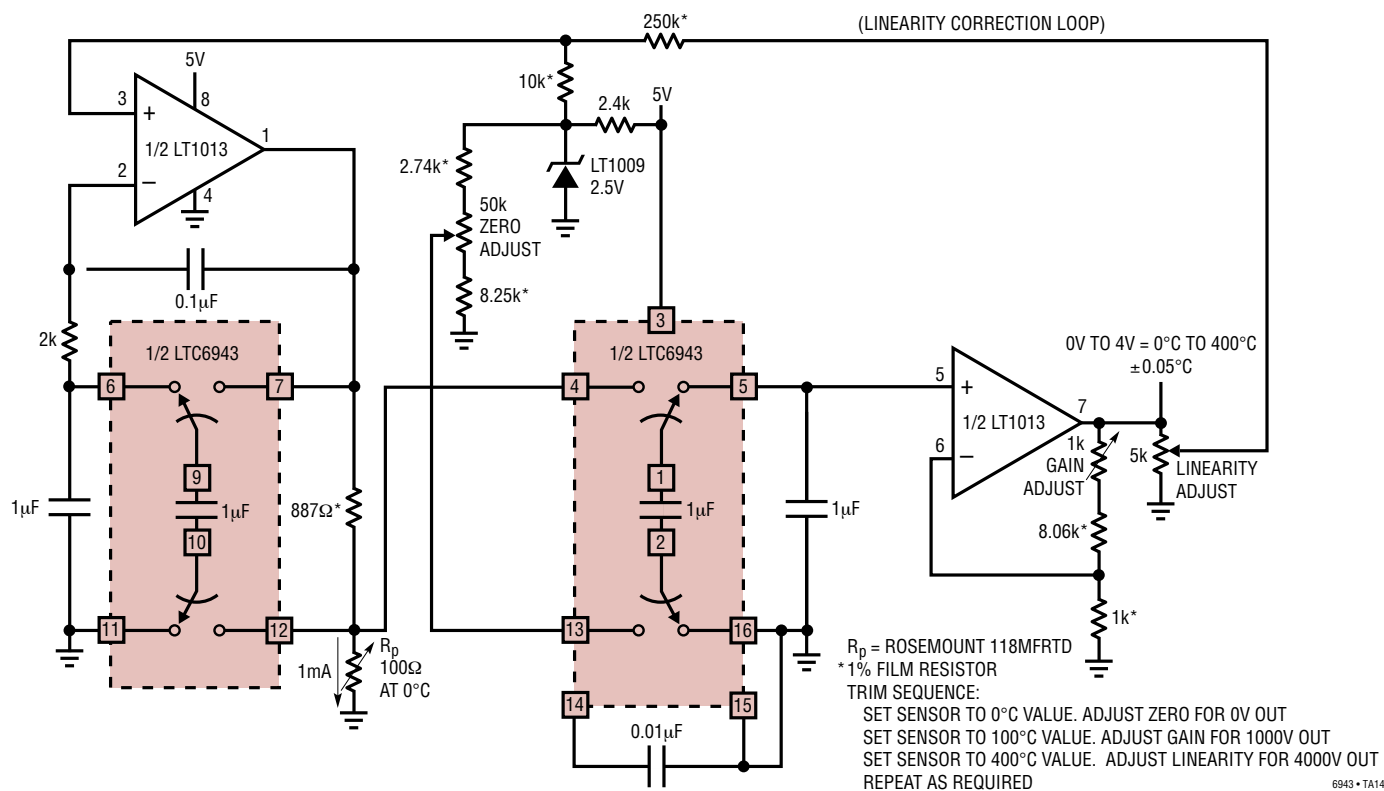 250k*
(LINEARITY CORRECTION LOOP)
5V
10k*
3
+
8
2.4k
5V
1/2 LT1013
1
2
–
4
2.74k*
LT1009
2.5V
50k
ZERO
ADJUST
0.1µF
8.25k*
2k
1/2 LTC6943
3
1/2 LTC6943
0V TO 4V = 0°C TO 400°C
±0.05°C
6
7
4
5
5
+
1/2 LT1013
7
6
–
1k
GAIN
ADJUST
5k
LINEARITY
ADJUST
9
1
1µF
1µF
887Ω*
1µF
1µF
10
2
8.06k*
11
12
13
16
1k*
1mA
Rp
100Ω
AT 0°C
14
15
0.01µF
Rp = ROSEMOUNT 118MFRTD
*1% FILM RESISTOR
TRIM SEQUENCE:
SET SENSOR TO 0°C VALUE. ADJUST ZERO FOR 0V OUT
SET SENSOR TO 100°C VALUE. ADJUST GAIN FOR 1000V OUT
SET SENSOR TO 400°C VALUE. ADJUST LINEARITY FOR 4000V OUT
REPEAT AS REQUIRED
6943 • TA14